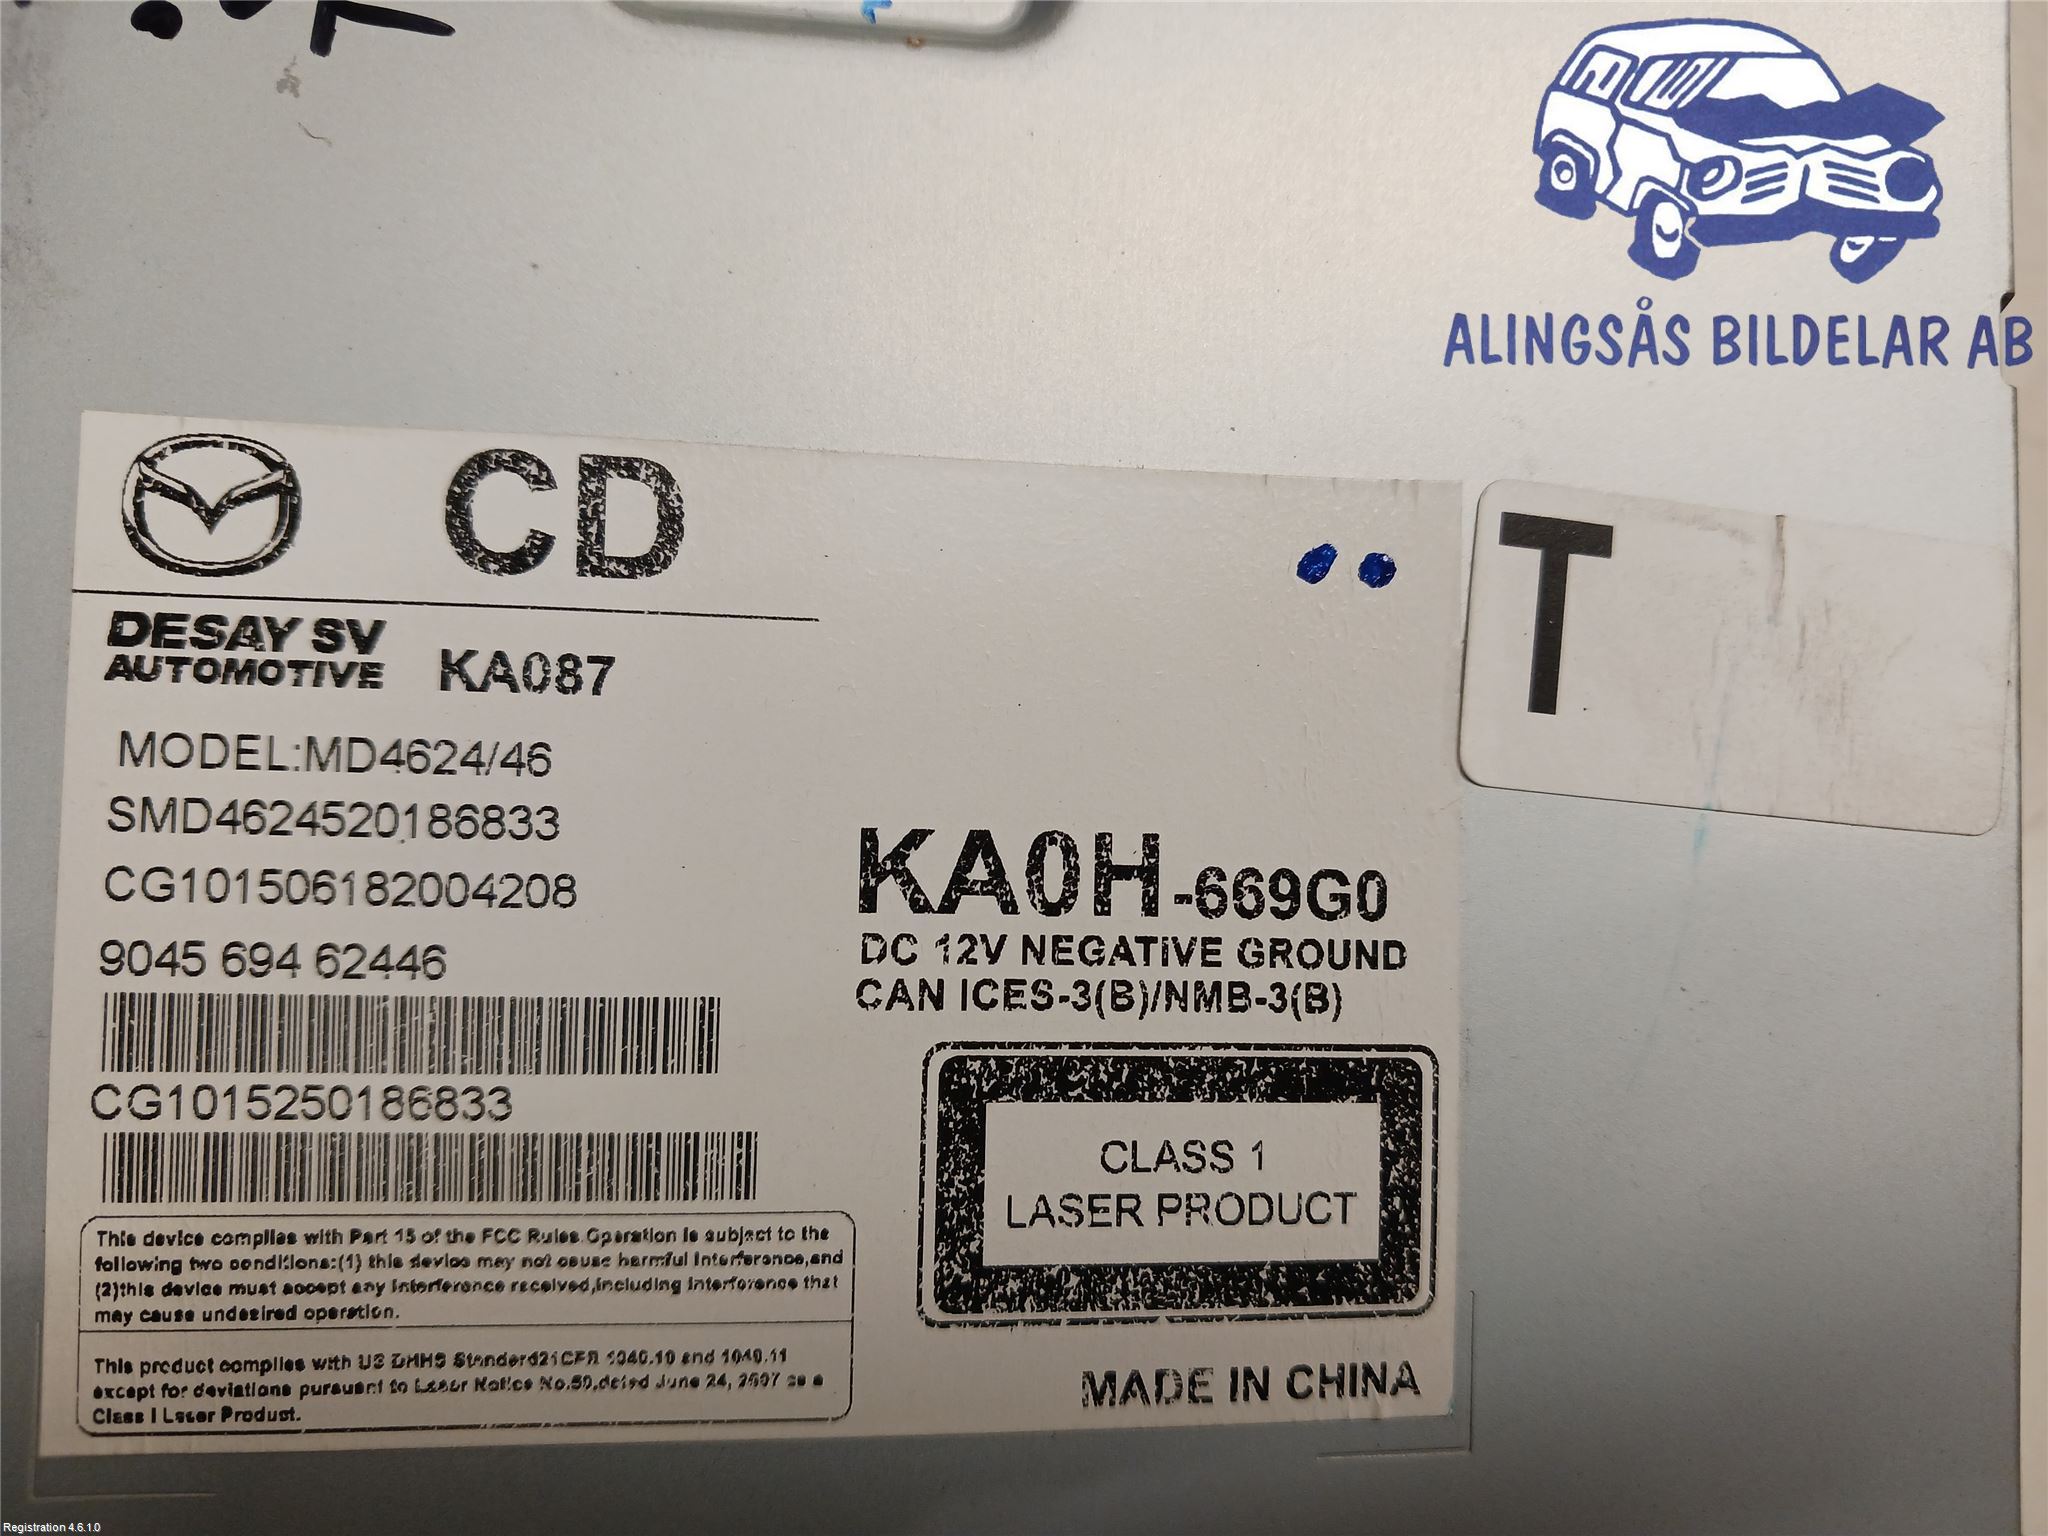 ALINGSÅS BILDELAR AB
CD
T
DESAY SV
AUTOMOTIVE KA087
MODEL:MD4624/46
SMD4624520186833
CG101506182004208
9045 694 62446
CG1015250186833
KA0H-669G0
DC 12V NEGATIVE GROUND
CAN ICES-3(B)/NMB-3(B)
CLASS 1
LASER PRODUCT
This device complies with Part 15 of the FCC Rules.Operation is subject to the
following two conditions:(1) this device may not cause harmful interference,and
(2)this device must accept any interference received,including interference that
may cause undesired operation.
This product complies with US DHHS Standard21CFR 1040.10 and 1040.11
except for deviations pursuant to Laser Notice No.50,dated June 24, 2007 as a
Class I Laser Product.
MADE IN CHINA
Registration 4.6.1.0